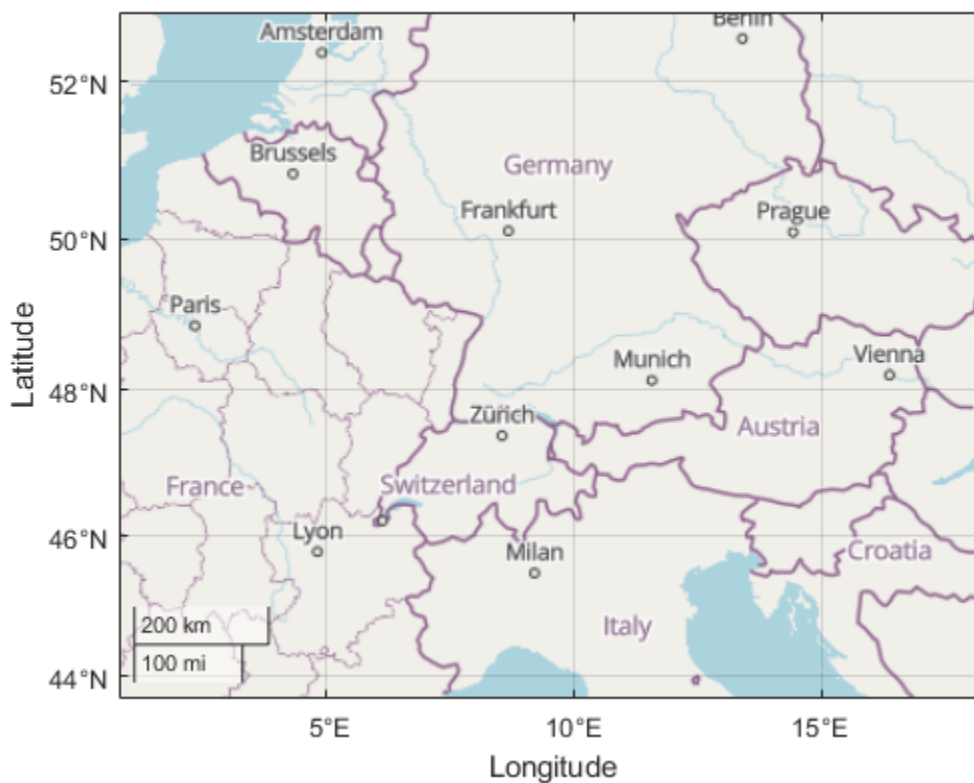 Berlin
Amsterdam
52°N
Brussels
Germany
Frankfurt
Prague
50°N
Paris
Munich
Vienna
48°N
Zürich
Austria
France
Switzerland
Lyon
46°N
Milan
Croatia
200 km
Italy
100 mi
44°N
5°E
10°E
15°E
Latitude
Longitude